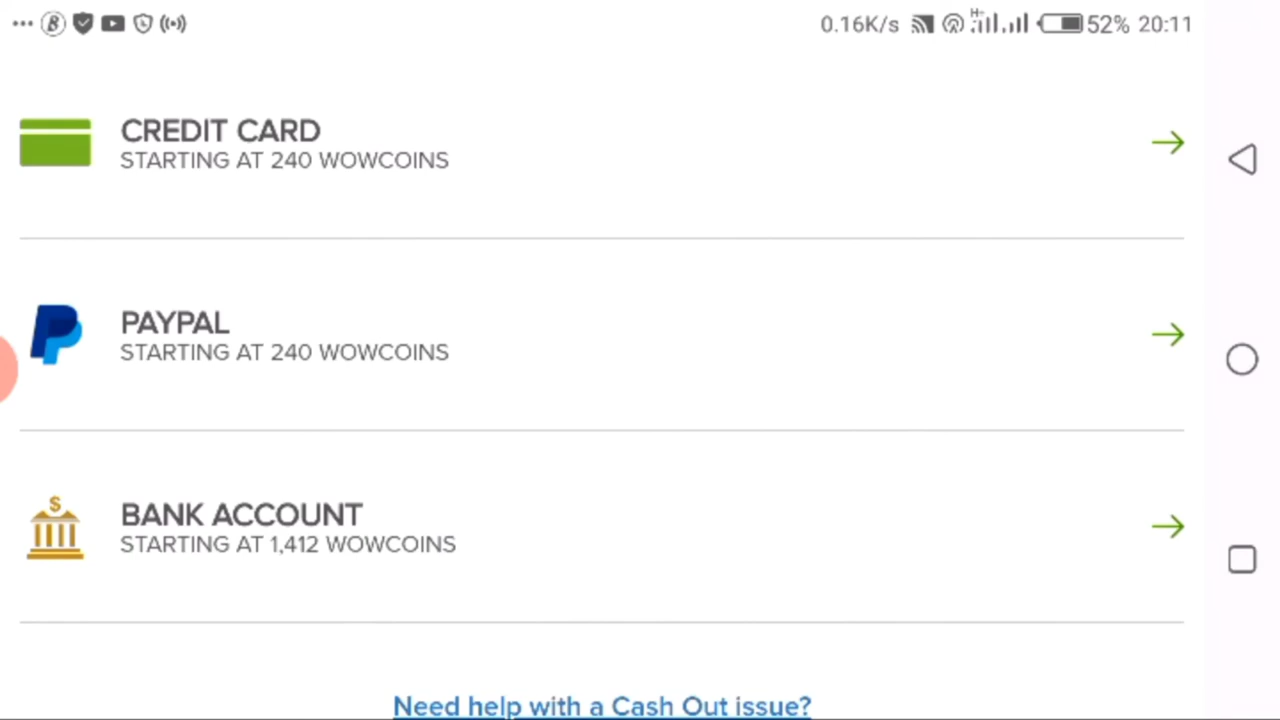 0.16K/s H+ 52% 20:11
CREDIT CARD
STARTING AT 240 WOWCOINS
PAYPAL
STARTING AT 240 WOWCOINS
$
BANK ACCOUNT
STARTING AT 1,412 WOWCOINS
Need help with a Cash Out issue?